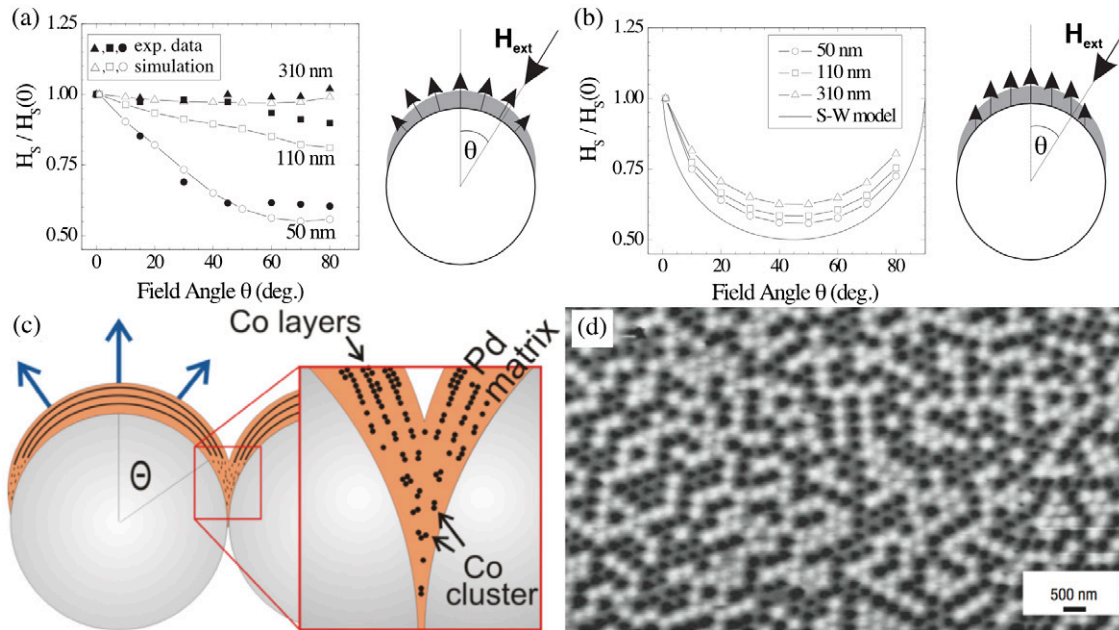 (a)
1.25
1.00
0.75
0.50
H_S / H_S(0)
exp. data
simulation
310 nm
110 nm
50 nm
0 20 40 60 80
Field Angle θ (deg.)
H_ext
θ
(b)
1.25
1.00
0.75
0.50
H_S / H_S(0)
50 nm
110 nm
310 nm
S-W model
0 20 40 60 80
Field Angle θ (deg.)
H_ext
θ
(c)
Co layers
Pd
matrix
Θ
Co
cluster
(d)
500 nm